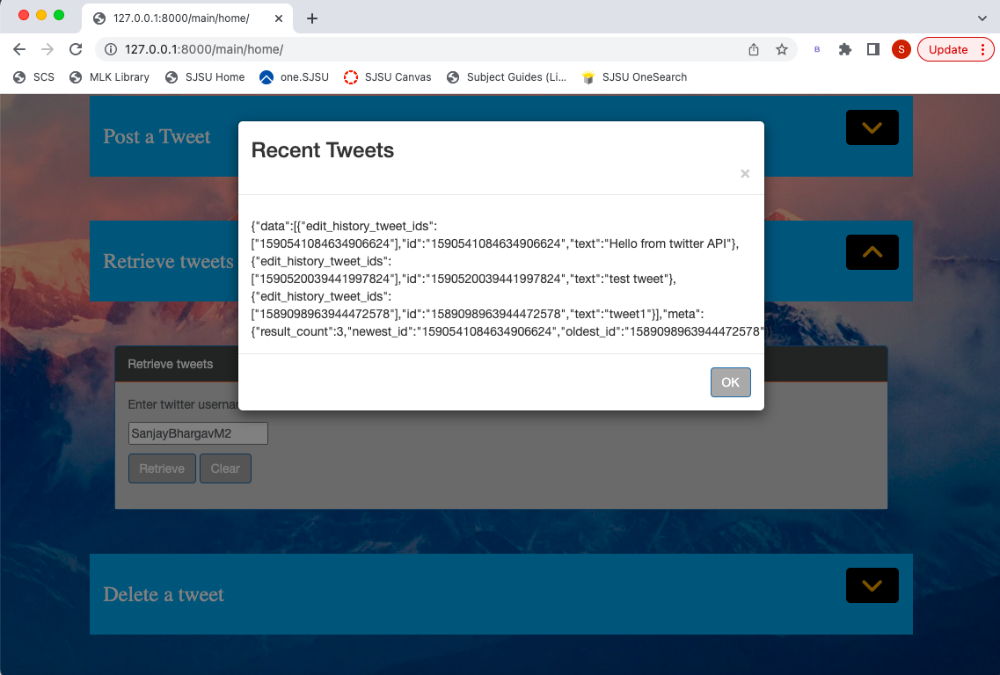 127.0.0.1:8000/main/home/
127.0.0.1:8000/main/home/
B
S
Update
SCS
MLK Library
SJSU Home
one.SJSU
SJSU Canvas
Subject Guides (Li...
SJSU OneSearch
Post a Tweet
Recent Tweets
×
{"data":[{"edit_history_tweet_ids":
["1590541084634906624"],"id":"1590541084634906624","text":"Hello from twitter API"},
{"edit_history_tweet_ids":
["1590520039441997824"],"id":"1590520039441997824","text":"test tweet"},
{"edit_history_tweet_ids":
["1589098963944472578"],"id":"1589098963944472578","text":"tweet1"}],"meta":
{"result_count":3,"newest_id":"1590541084634906624","oldest_id":"1589098963944472578"}}
OK
Retrieve tweets
Retrieve tweets
Enter twitter userna
SanjayBhargavM2
Retrieve
Clear
Delete a tweet